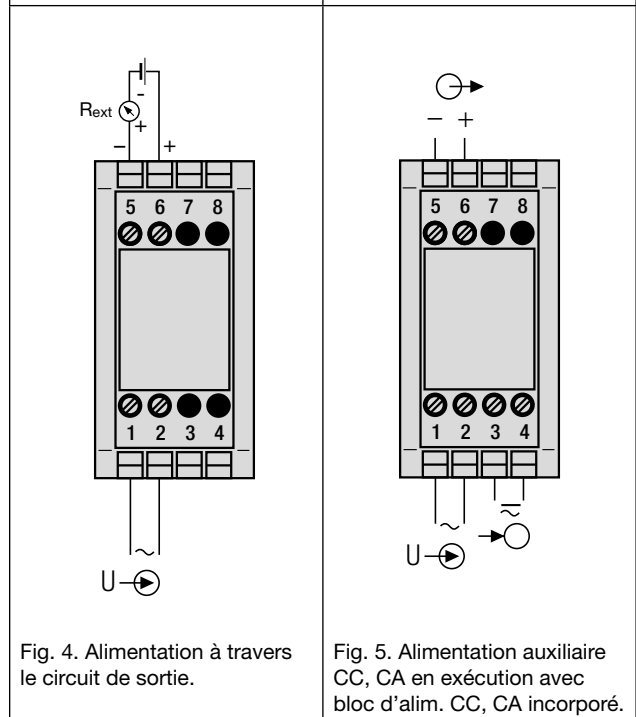 Rext
-
+
− +
5 6 7 8
1 2 3 4
~
U
Fig. 4. Alimentation à travers
le circuit de sortie.
− +
5 6 7 8
1 2 3 4
~ ≂
U
Fig. 5. Alimentation auxiliaire
CC, CA en exécution avec
bloc d’alim. CC, CA incorporé.